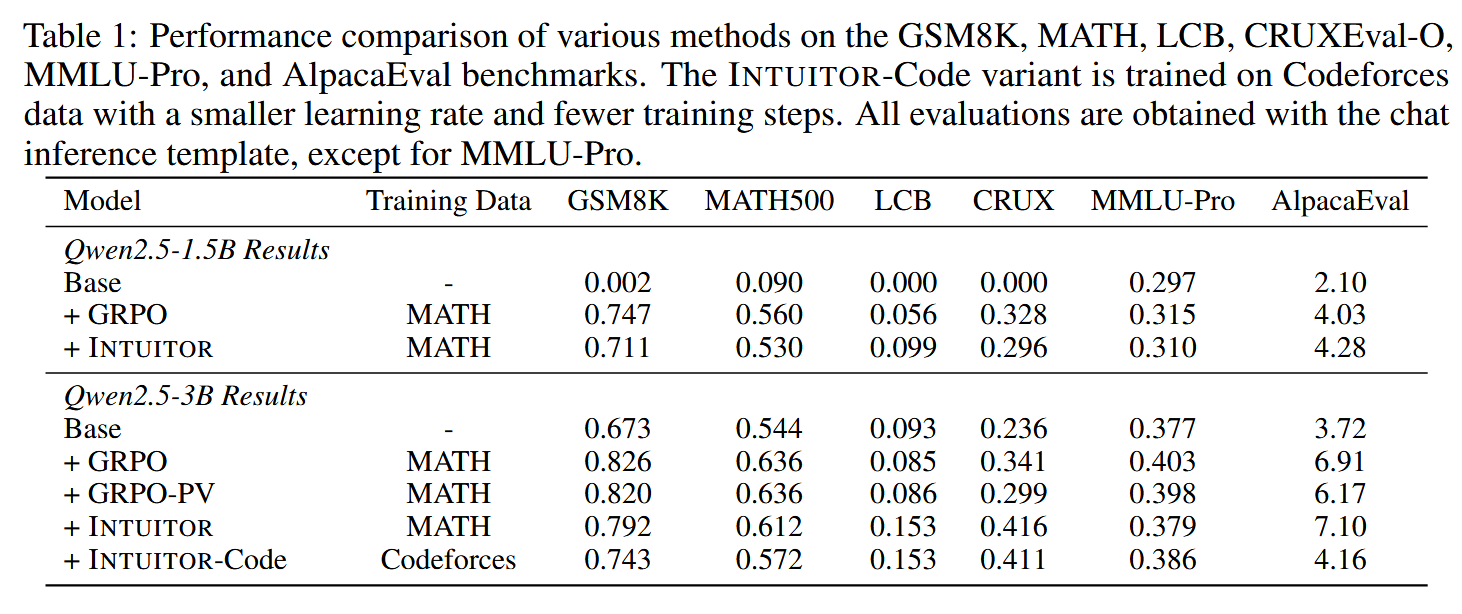 Table 1: Performance comparison of various methods on the GSM8K, MATH, LCB, CRUXEval-O,
MMLU-Pro, and AlpacaEval benchmarks. The INTUITOR-Code variant is trained on Codeforces
data with a smaller learning rate and fewer training steps. All evaluations are obtained with the chat
inference template, except for MMLU-Pro.
Model Training Data GSM8K MATH500 LCB CRUX MMLU-Pro AlpacaEval
Qwen2.5-1.5B Results
Base - 0.002 0.090 0.000 0.000 0.297 2.10
+ GRPO MATH 0.747 0.560 0.056 0.328 0.315 4.03
+ INTUITOR MATH 0.711 0.530 0.099 0.296 0.310 4.28
Qwen2.5-3B Results
Base - 0.673 0.544 0.093 0.236 0.377 3.72
+ GRPO MATH 0.826 0.636 0.085 0.341 0.403 6.91
+ GRPO-PV MATH 0.820 0.636 0.086 0.299 0.398 6.17
+ INTUITOR MATH 0.792 0.612 0.153 0.416 0.379 7.10
+ INTUITOR-Code Codeforces 0.743 0.572 0.153 0.411 0.386 4.16